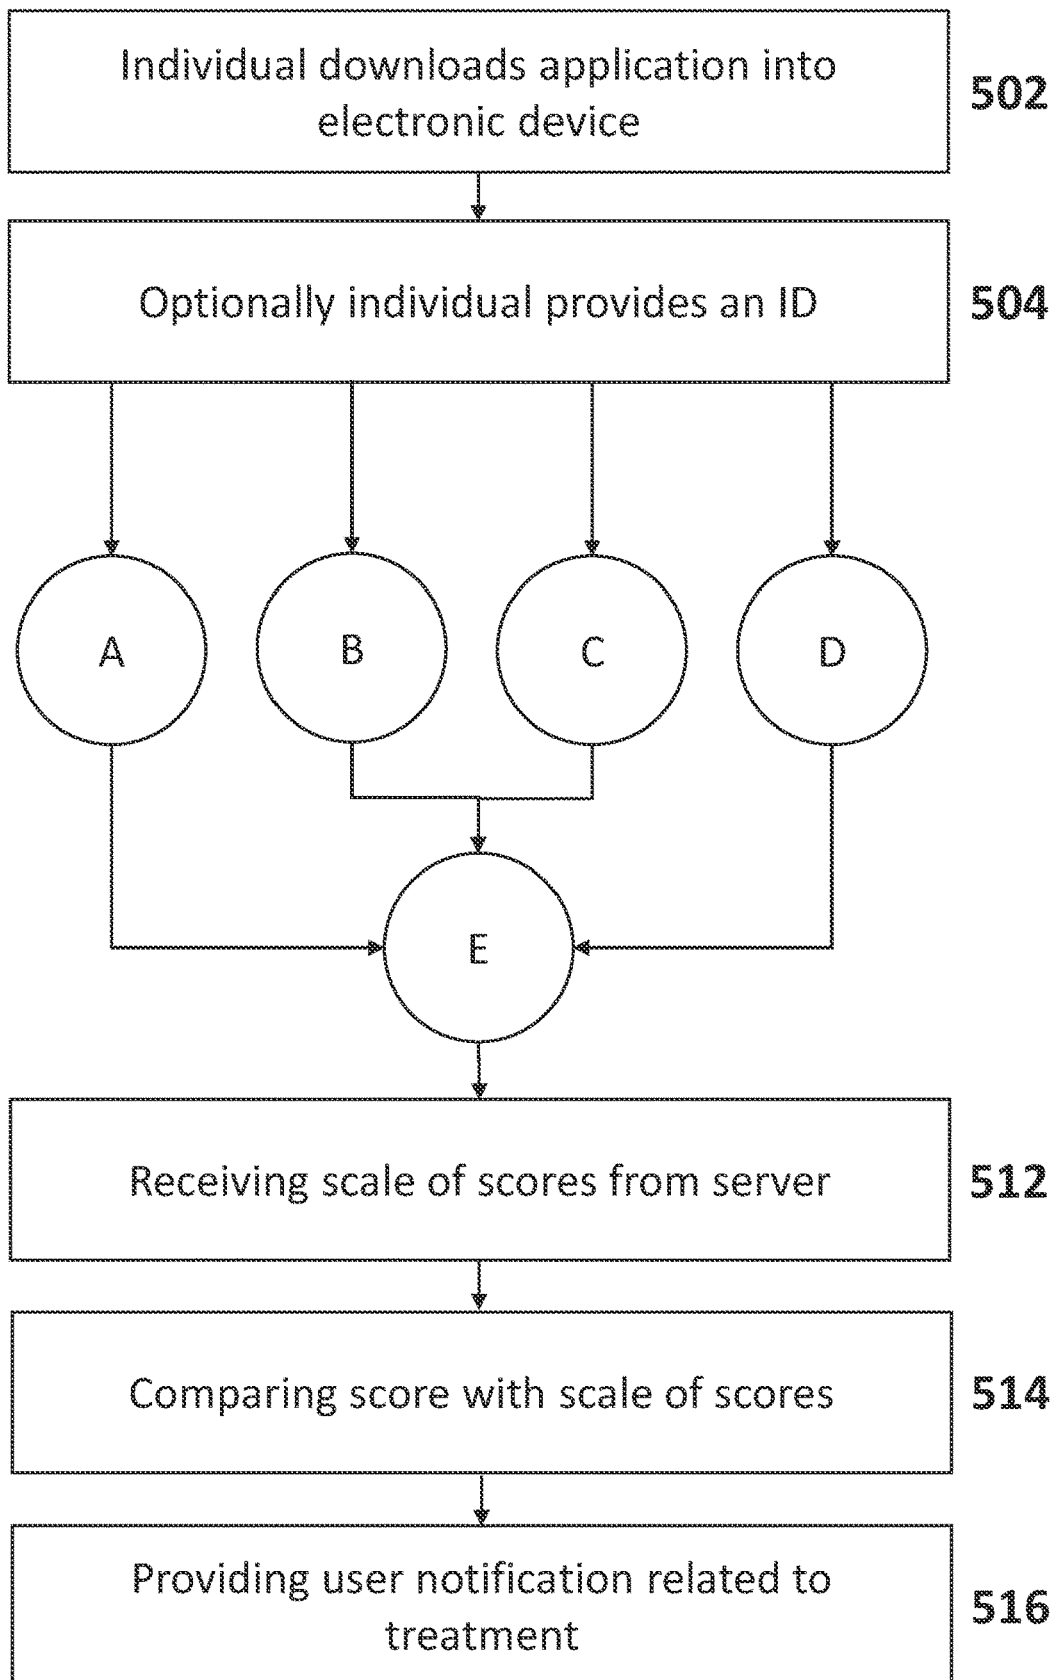 Individual downloads application into
electronic device
502
Optionally individual provides an ID
504
A
B
C
D
E
Receiving scale of scores from server
512
Comparing score with scale of scores
514
Providing user notification related to
treatment
516